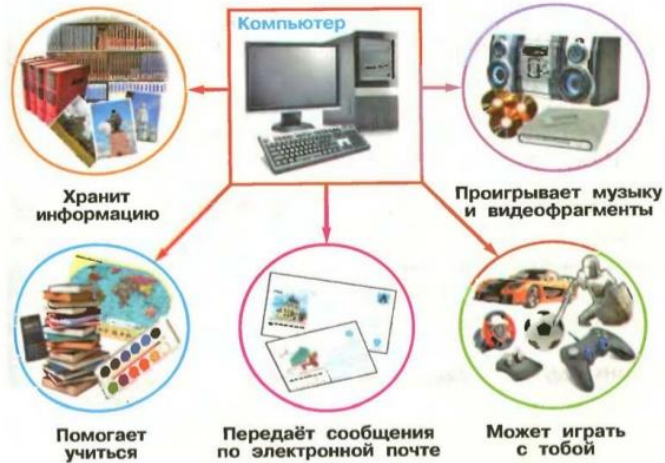 Компьютер
Хранит
информацию
Проигрывает музыку
и видеофрагменты
Помогает
учиться
Передаёт сообщения
по электронной почте
Может играть
с тобой